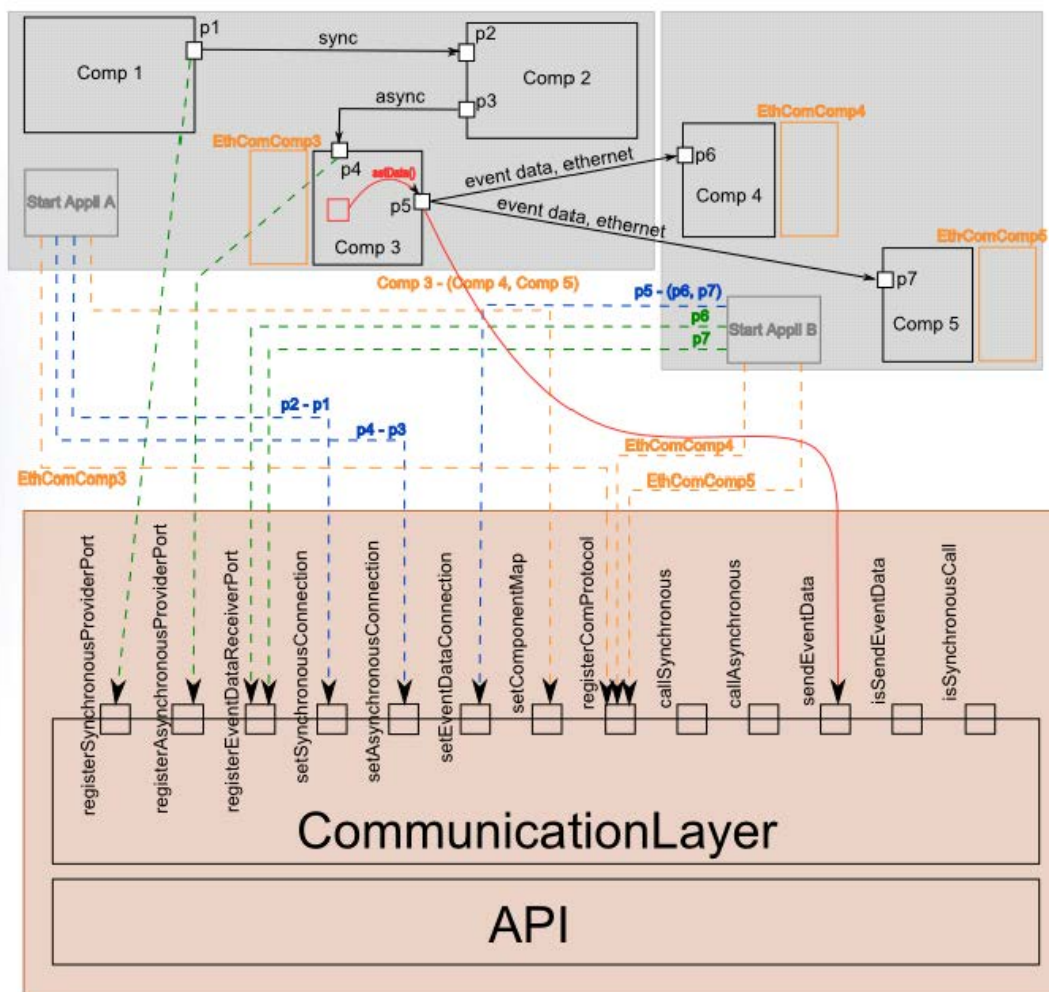 p1
sync
p2
Comp 1
Comp 2
async
p3
EthComComp3
EthComComp4
p4
setData()
event data, ethernet
p6
Start Appli A
p5
Comp 4
event data, ethernet
Comp 3
EthComComp5
Comp 3 - (Comp 4, Comp 5)
p7
p5 - (p6, p7)
p6
Start Appli B
Comp 5
p7
p2 - p1
p4 - p3
EthComComp4
EthComComp3
EthComComp5
registerSynchronousProviderPort
registerAsynchronousProviderPort
registerEventDataReceiverPort
setSynchronousConnection
setAsynchronousConnection
setEventDataConnection
setComponentMap
registerComProtocol
callSynchronous
callAsynchronous
sendEventData
isSendEventData
isSynchronousCall
CommunicationLayer
API